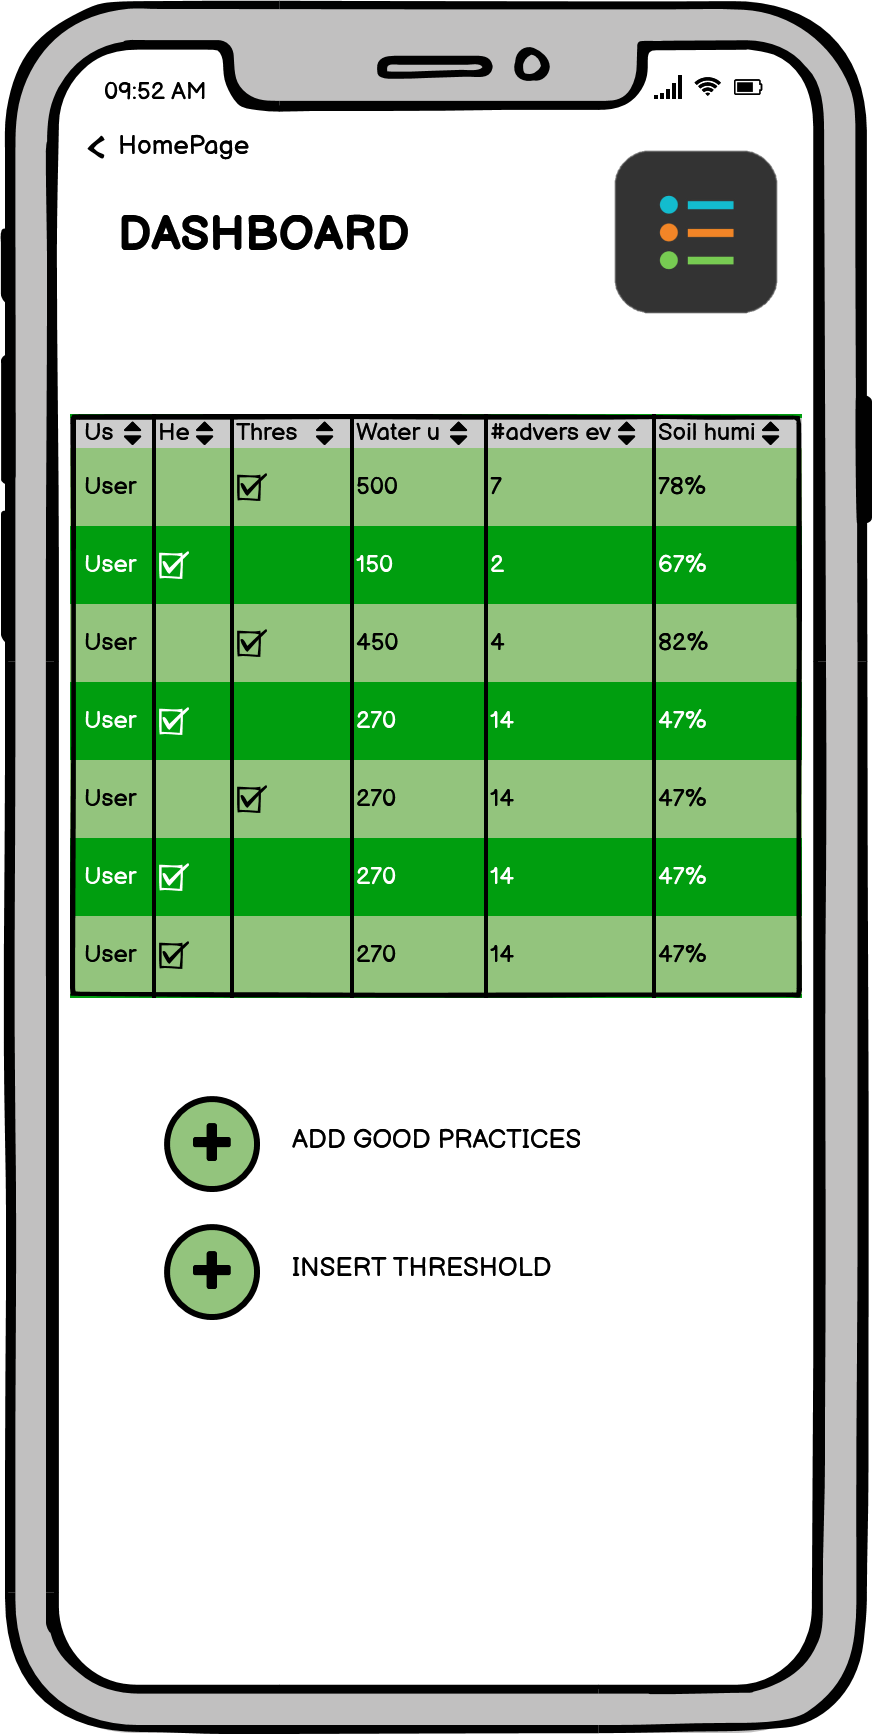 09:52 AM
HomePage
DASHBOARD
Us He Thres Water u #advers ev Soil humi
User 500 7 78%
User 150 2 67%
User 450 4 82%
User 270 14 47%
User 270 14 47%
User 270 14 47%
User 270 14 47%
ADD GOOD PRACTICES
INSERT THRESHOLD